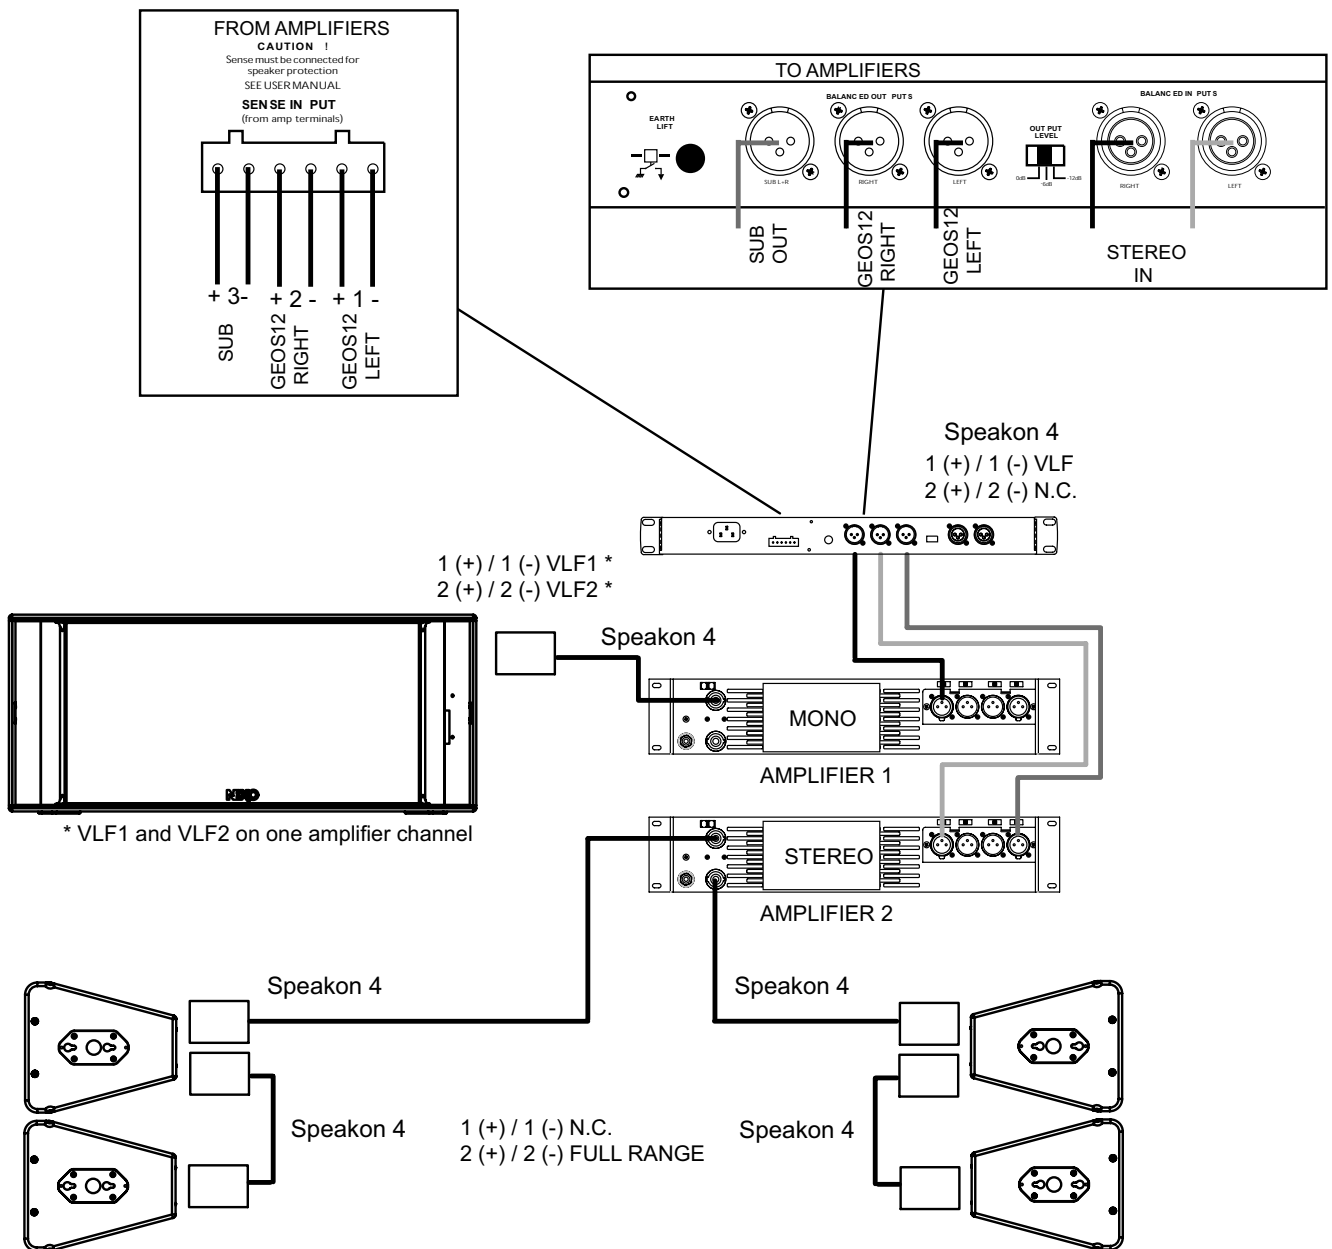 FROM AMPLIFIERS
CAUTION !
Sense must be connected for
speaker protection
SEE USER MANUAL
SENSE IN PUT
(from amp terminals)
+ 3- + 2 - + 1 -
SUB
GEOS12
RIGHT
GEOS12
LEFT
TO AMPLIFIERS
BALANC ED OUT PUT S
BALANC ED IN PUT S
EARTH
LIFT
OUT PUT
LEVEL
0dB
-6dB
-12dB
SUB L+R
RIGHT
LEFT
RIGHT
LEFT
SUB
OUT
GEOS12
RIGHT
GEOS12
LEFT
STEREO
IN
Speakon 4
1 (+) / 1 (-) VLF
2 (+) / 2 (-) N.C.
1 (+) / 1 (-) VLF1 *
2 (+) / 2 (-) VLF2 *
Speakon 4
MONO
AMPLIFIER 1
* VLF1 and VLF2 on one amplifier channel
STEREO
AMPLIFIER 2
Speakon 4
Speakon 4
Speakon 4
1 (+) / 1 (-) N.C.
2 (+) / 2 (-) FULL RANGE
Speakon 4